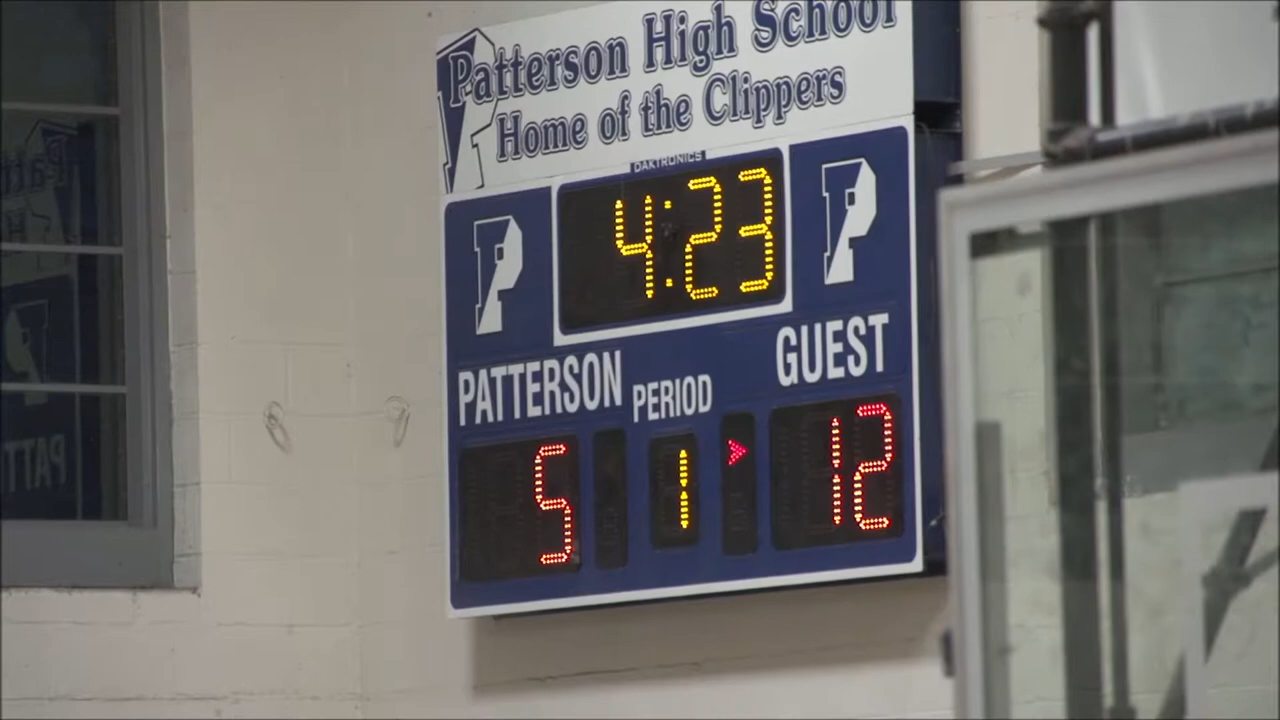 Patterson High School
Home of the Clippers
DAKTRONICS
P 4:23 P
PATTERSON PERIOD GUEST
5 1 12